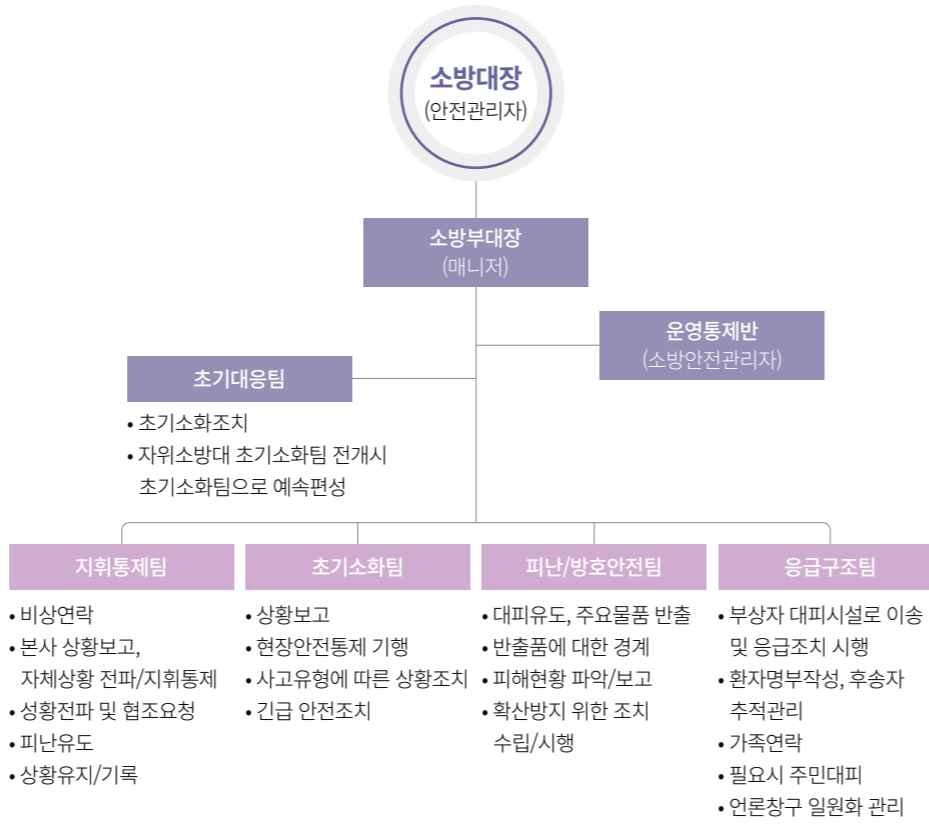 소방대장
(안전관리자)
소방부대장
(매니저)
운영통제반
(소방안전관리자)
초기대응팀
• 초기소화조치
• 자위소방대 초기소화팀 전개시
초기소화팀으로 예속편성
지휘통제팀
• 비상연락
• 본사 상황보고,
자체상황 전파/지휘통제
• 성황전파 및 협조요청
• 피난유도
• 상황유지/기록
초기소화팀
• 상황보고
• 현장안전통제 기행
• 사고유형에 따른 상황조치
• 긴급 안전조치
피난/방호안전팀
• 대피유도, 주요물품 반출
• 반출품에 대한 경계
• 피해현황 파악/보고
• 확산방지 위한 조치
수립/시행
응급구조팀
• 부상자 대피시설로 이송
및 응급조치 시행
• 환자명부작성, 후송자
추적관리
• 가족연락
• 필요시 주민대피
• 언론창구 일원화 관리